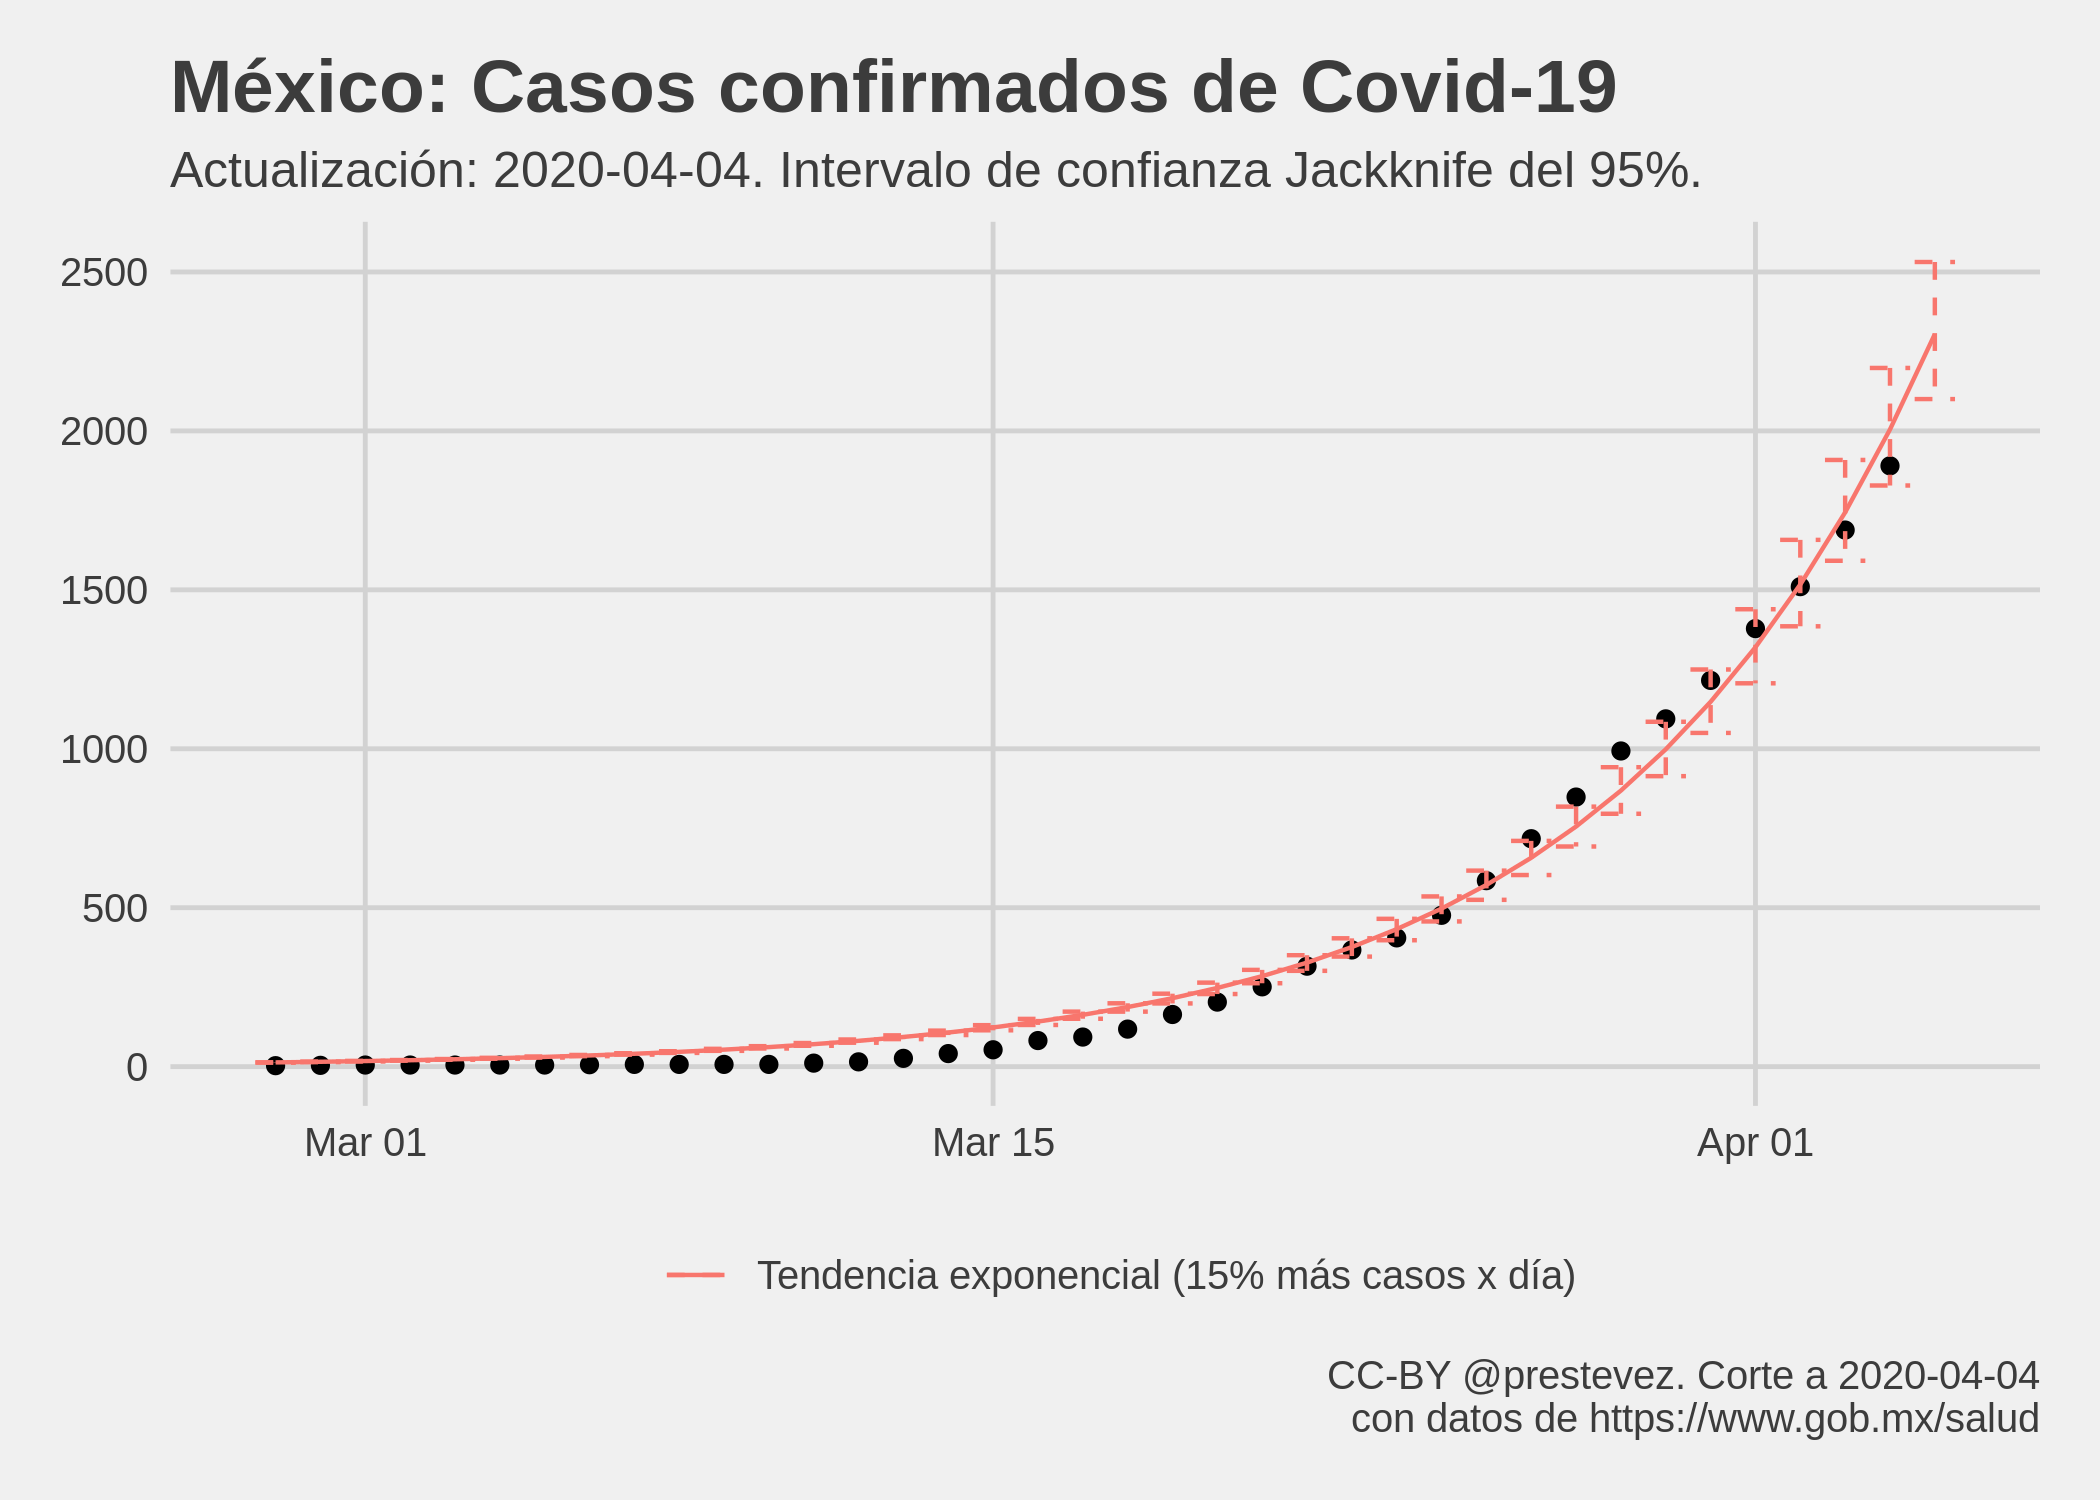 México: Casos confirmados de Covid-19
Actualización: 2020-04-04. Intervalo de confianza Jackknife del 95%.
2500
2000
1500
1000
500
0
Mar 01 Mar 15 Apr 01
Tendencia exponencial (15% más casos x día)
CC-BY @prestevez. Corte a 2020-04-04
con datos de https://www.gob.mx/salud